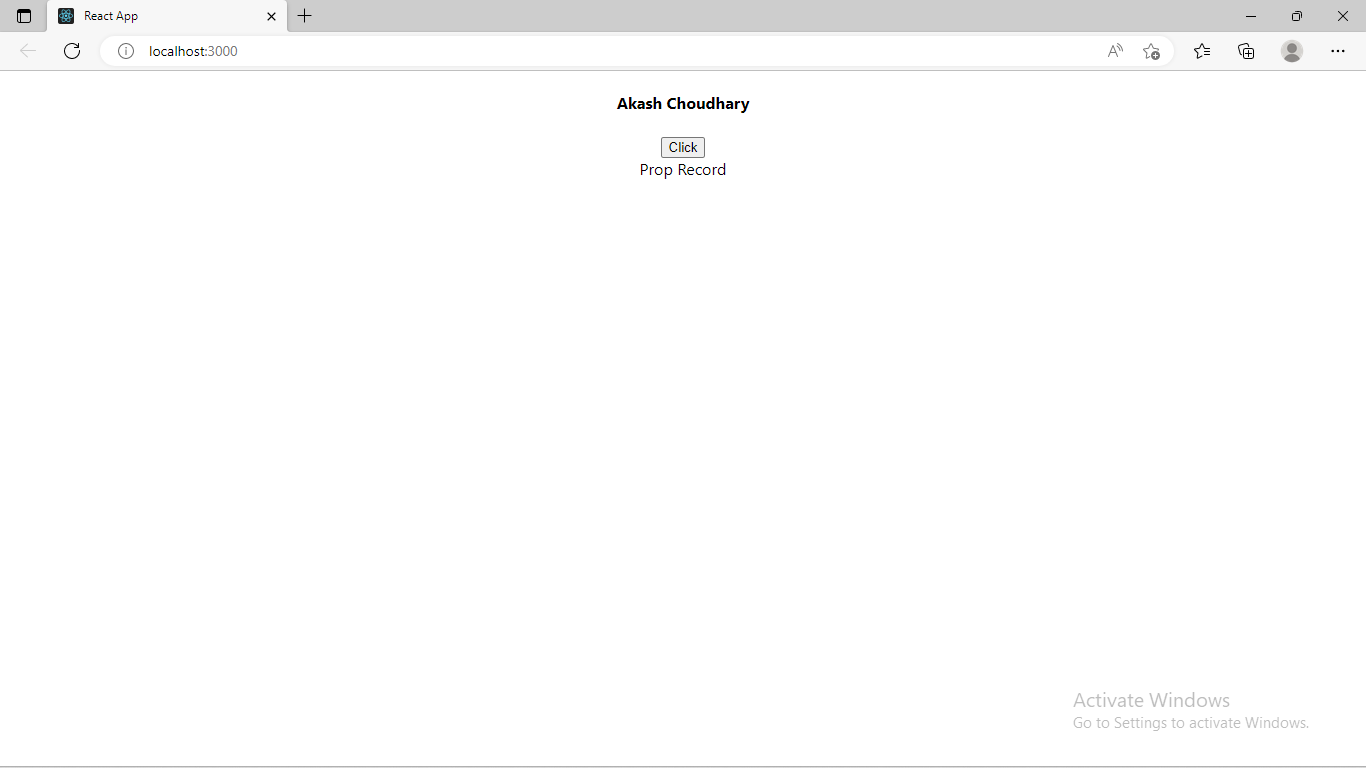 React App
localhost:3000
Akash Choudhary
Click
Prop Record
Activate Windows
Go to Settings to activate Windows.